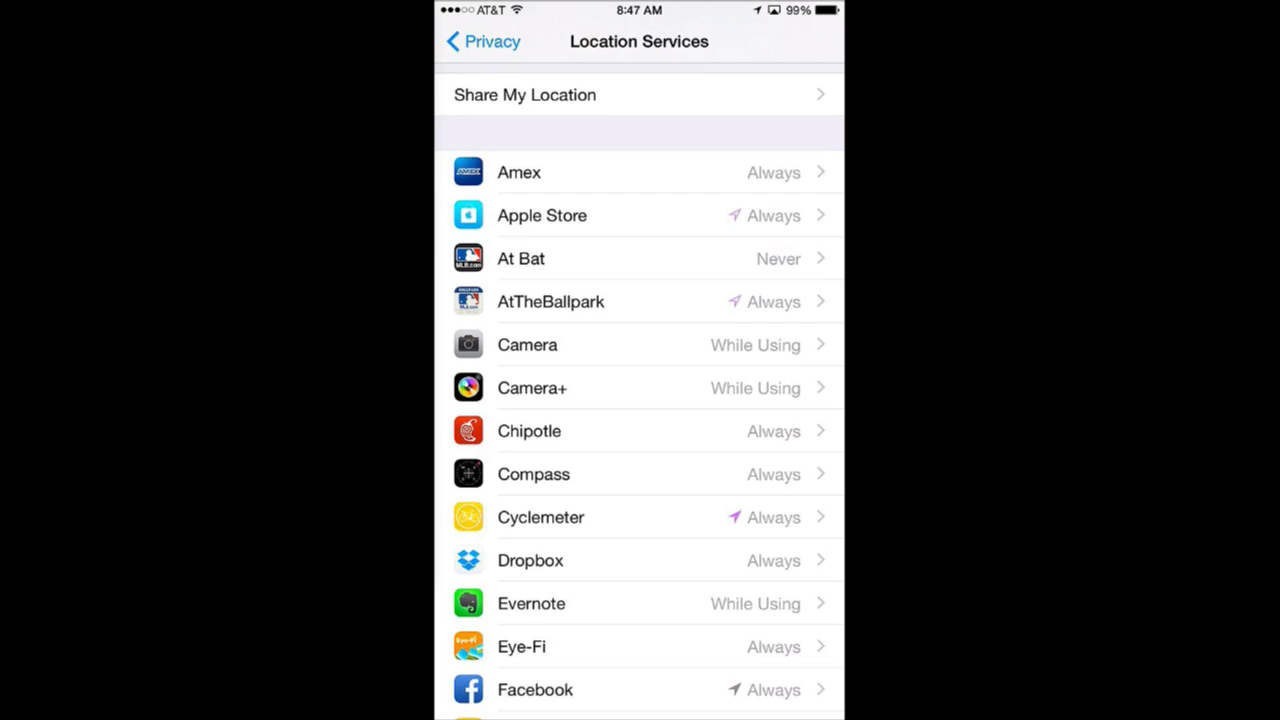 AT&T 8:47 AM 99%
Privacy Location Services
Share My Location
Amex Always
Apple Store Always
At Bat Never
AtTheBallpark Always
Camera While Using
Camera+ While Using
Chipotle Always
Compass Always
Cyclemeter Always
Dropbox Always
Evernote While Using
Eye-Fi Always
Facebook Always